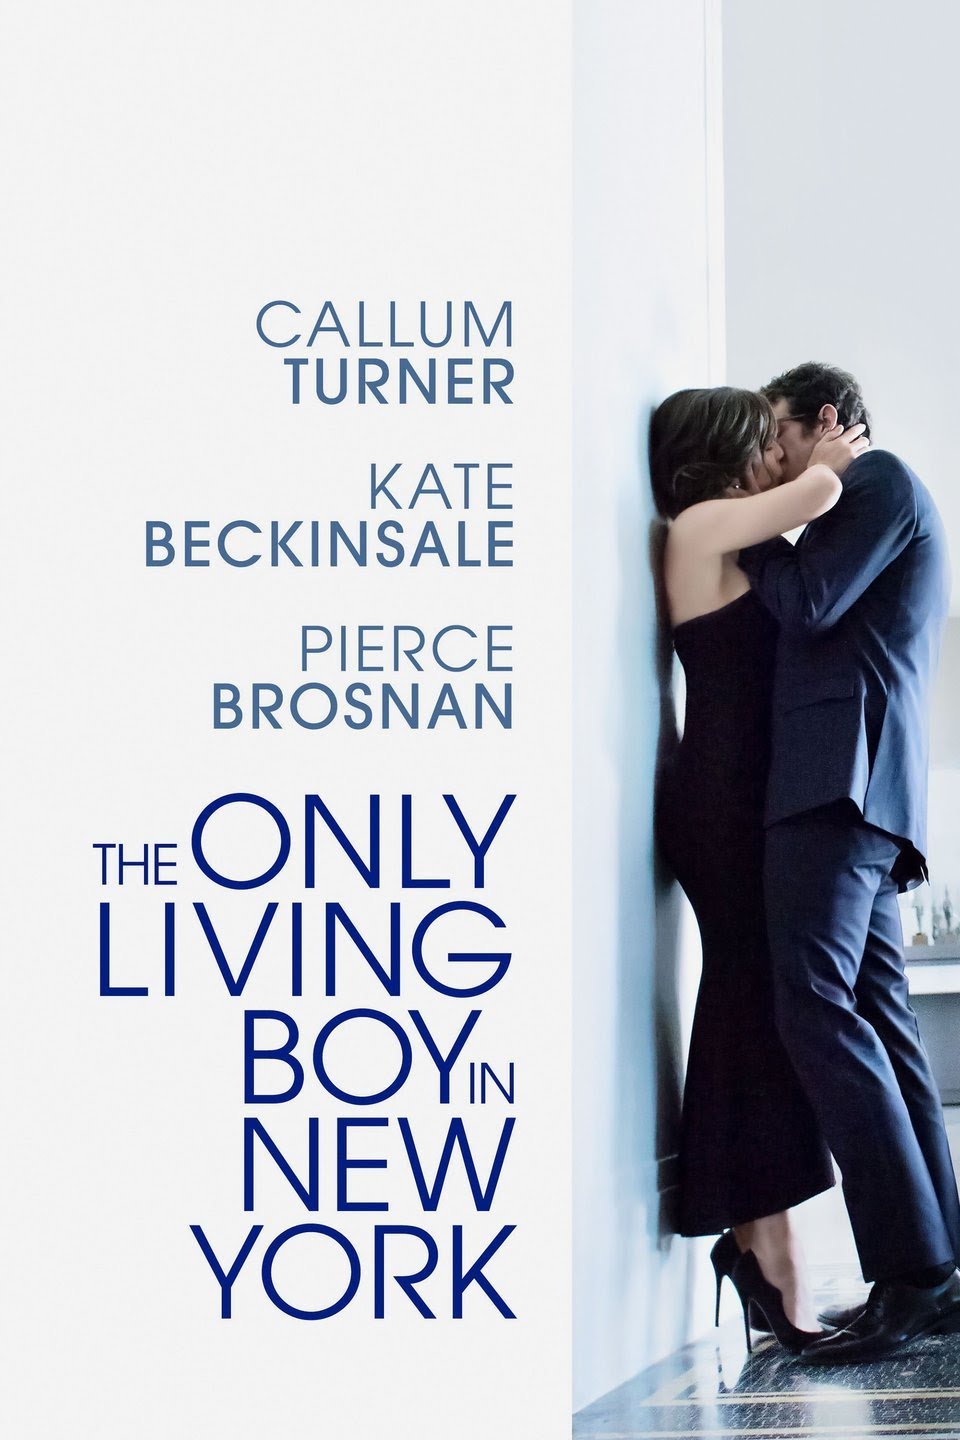 CALLUM
TURNER
KATE
BECKINSALE
PIERCE
BROSNAN
THE ONLY
LIVING
BOY IN
NEW
YORK